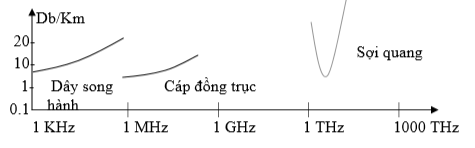 Db/Km
20
10
1
0.1
Dây song
hành
Cáp đồng trục
Sợi quang
1 KHz
1 MHz
1 GHz
1 THz
1000 THz